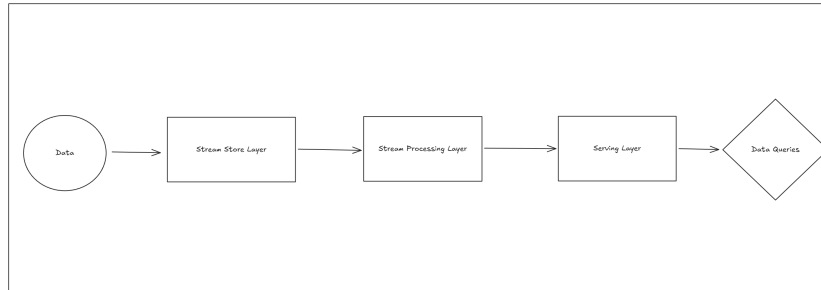 Data
Stream Store Layer
Stream Processing Layer
Serving Layer
Data Queries